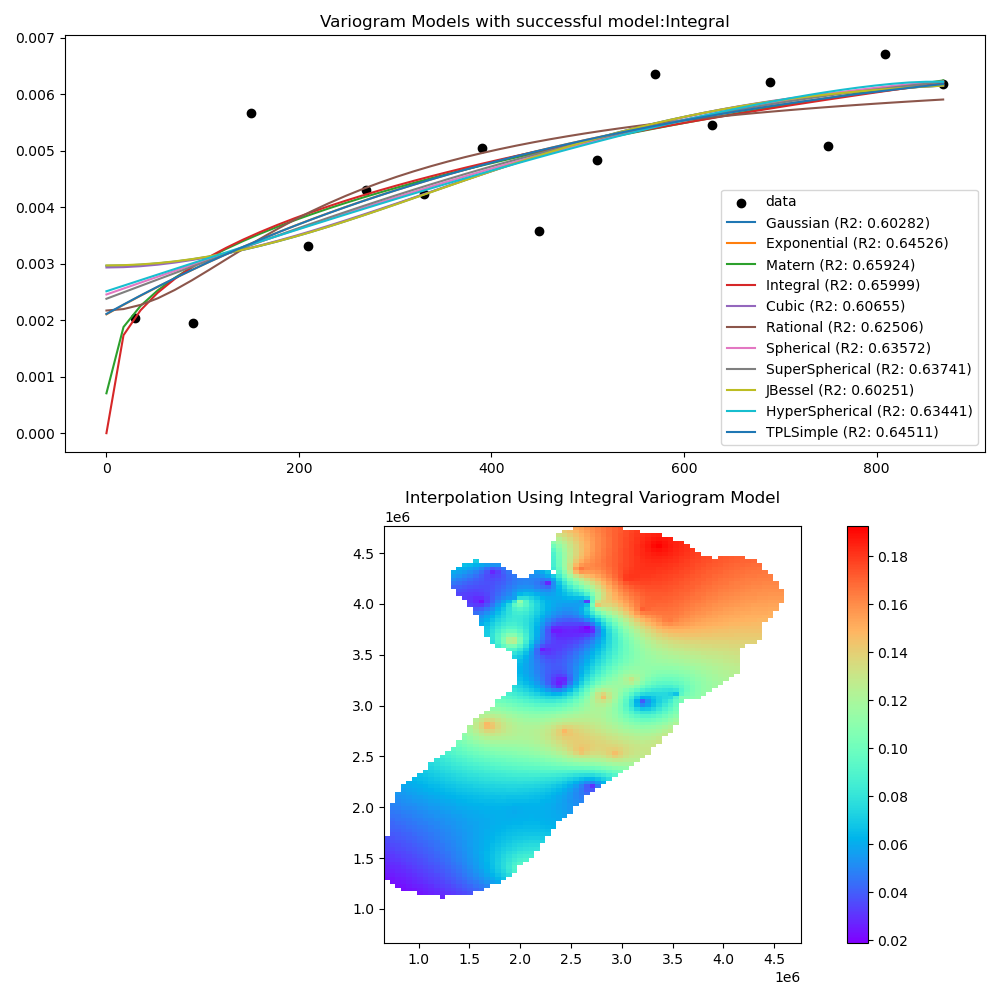 Variogram Models with successful model:Integral
0.007
0.006
0.005
0.004
0.003
0.002
0.001
0.000
0
200
400
600
800
data
Gaussian (R2: 0.60282)
Exponential (R2: 0.64526)
Matern (R2: 0.65924)
Integral (R2: 0.65999)
Cubic (R2: 0.60655)
Rational (R2: 0.62506)
Spherical (R2: 0.63572)
SuperSpherical (R2: 0.63741)
JBessel (R2: 0.60251)
HyperSpherical (R2: 0.63441)
TPLSimple (R2: 0.64511)
Interpolation Using Integral Variogram Model
1e6
4.5
4.0
3.5
3.0
2.5
2.0
1.5
1.0
1.0
1.5
2.0
2.5
3.0
3.5
4.0
4.5
1e6
0.18
0.16
0.14
0.12
0.10
0.08
0.06
0.04
0.02